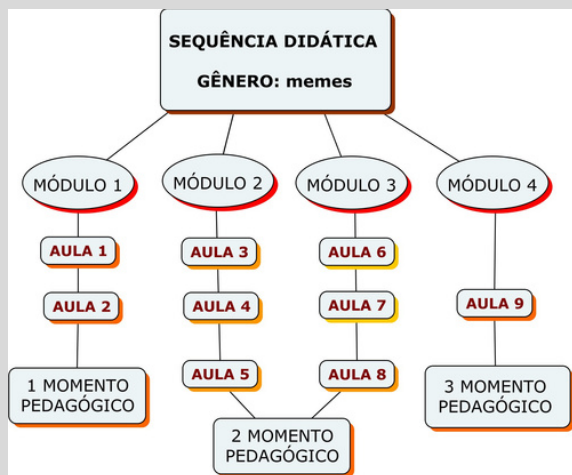 SEQUÊNCIA DIDÁTICA
GÊNERO: memes
MÓDULO 1
MÓDULO 2
MÓDULO 3
MÓDULO 4
AULA 1
AULA 3
AULA 6
AULA 2
AULA 4
AULA 7
AULA 9
AULA 5
AULA 8
1 MOMENTO
PEDAGÓGICO
3 MOMENTO
PEDAGÓGICO
2 MOMENTO
PEDAGÓGICO